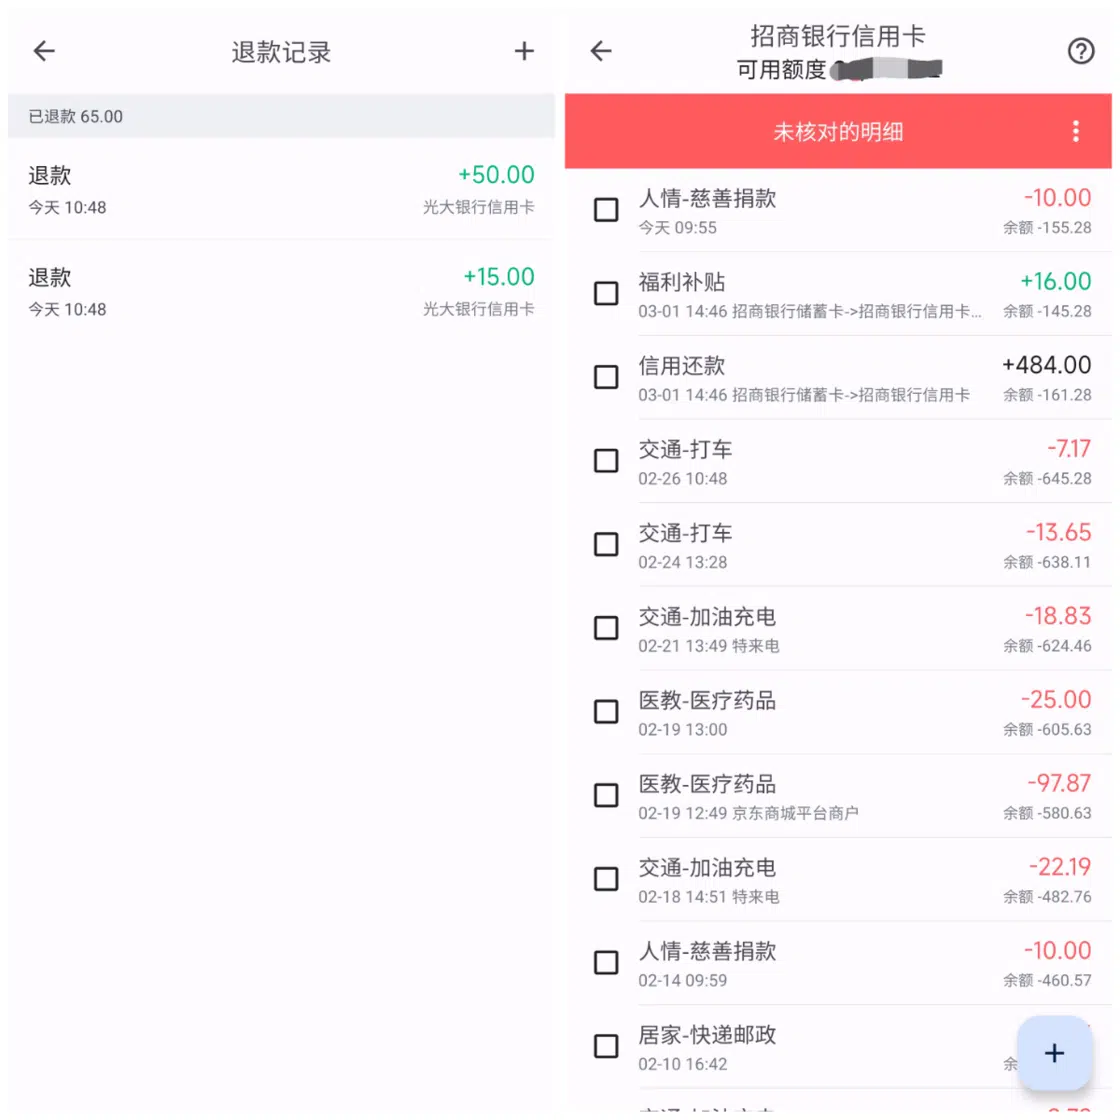 退款记录
已退款 65.00
退款
+50.00
今天 10:48
光大银行信用卡
退款
+15.00
今天 10:48
光大银行信用卡
招商银行信用卡
可用额度
未核对的明细
人情-慈善捐款
-10.00
今天 09:55
余额 -155.28
福利补贴
+16.00
03-01 14:46 招商银行储蓄卡->招商银行信用卡...
余额 -145.28
信用还款
+484.00
03-01 14:46 招商银行储蓄卡->招商银行信用卡
余额 -161.28
交通-打车
-7.17
02-26 10:48
余额 -645.28
交通-打车
-13.65
02-24 13:28
余额 -638.11
交通-加油充电
-18.83
02-21 13:49 特来电
余额 -624.46
医教-医疗药品
-25.00
02-19 13:00
余额 -605.63
医教-医疗药品
-97.87
02-19 12:49 京东商城平台商户
余额 -580.63
交通-加油充电
-22.19
02-18 14:51 特来电
余额 -482.76
人情-慈善捐款
-10.00
02-14 09:59
余额 -460.57
居家-快递邮政
02-10 16:42
余